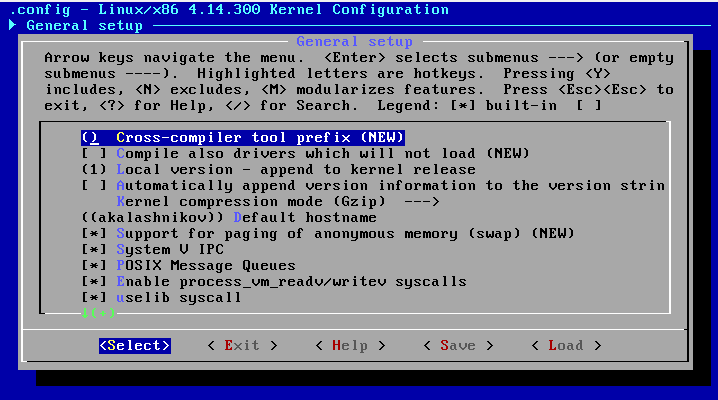 .config - Linux/x86 4.14.300 Kernel Configuration
▶ General setup
General setup
Arrow keys navigate the menu.  <Enter> selects submenus ---> (or empty
submenus ----).  Highlighted letters are hotkeys.  Pressing <Y>
includes, <N> excludes, <M> modularizes features.  Press <Esc><Esc> to
exit, <?> for Help, </> for Search.  Legend: [*] built-in  [ ]
()  Cross-compiler tool prefix (NEW)
[ ] Compile also drivers which will not load (NEW)
(1) Local version - append to kernel release
[ ] Automatically append version information to the version strin
Kernel compression mode (Gzip)  --->
((akalashnikov)) Default hostname
[*] Support for paging of anonymous memory (swap) (NEW)
[*] System V IPC
[*] POSIX Message Queues
[*] Enable process_vm_readv/writev syscalls
[*] uselib syscall
↓(+)
<Select>    < Exit >    < Help >    < Save >    < Load >